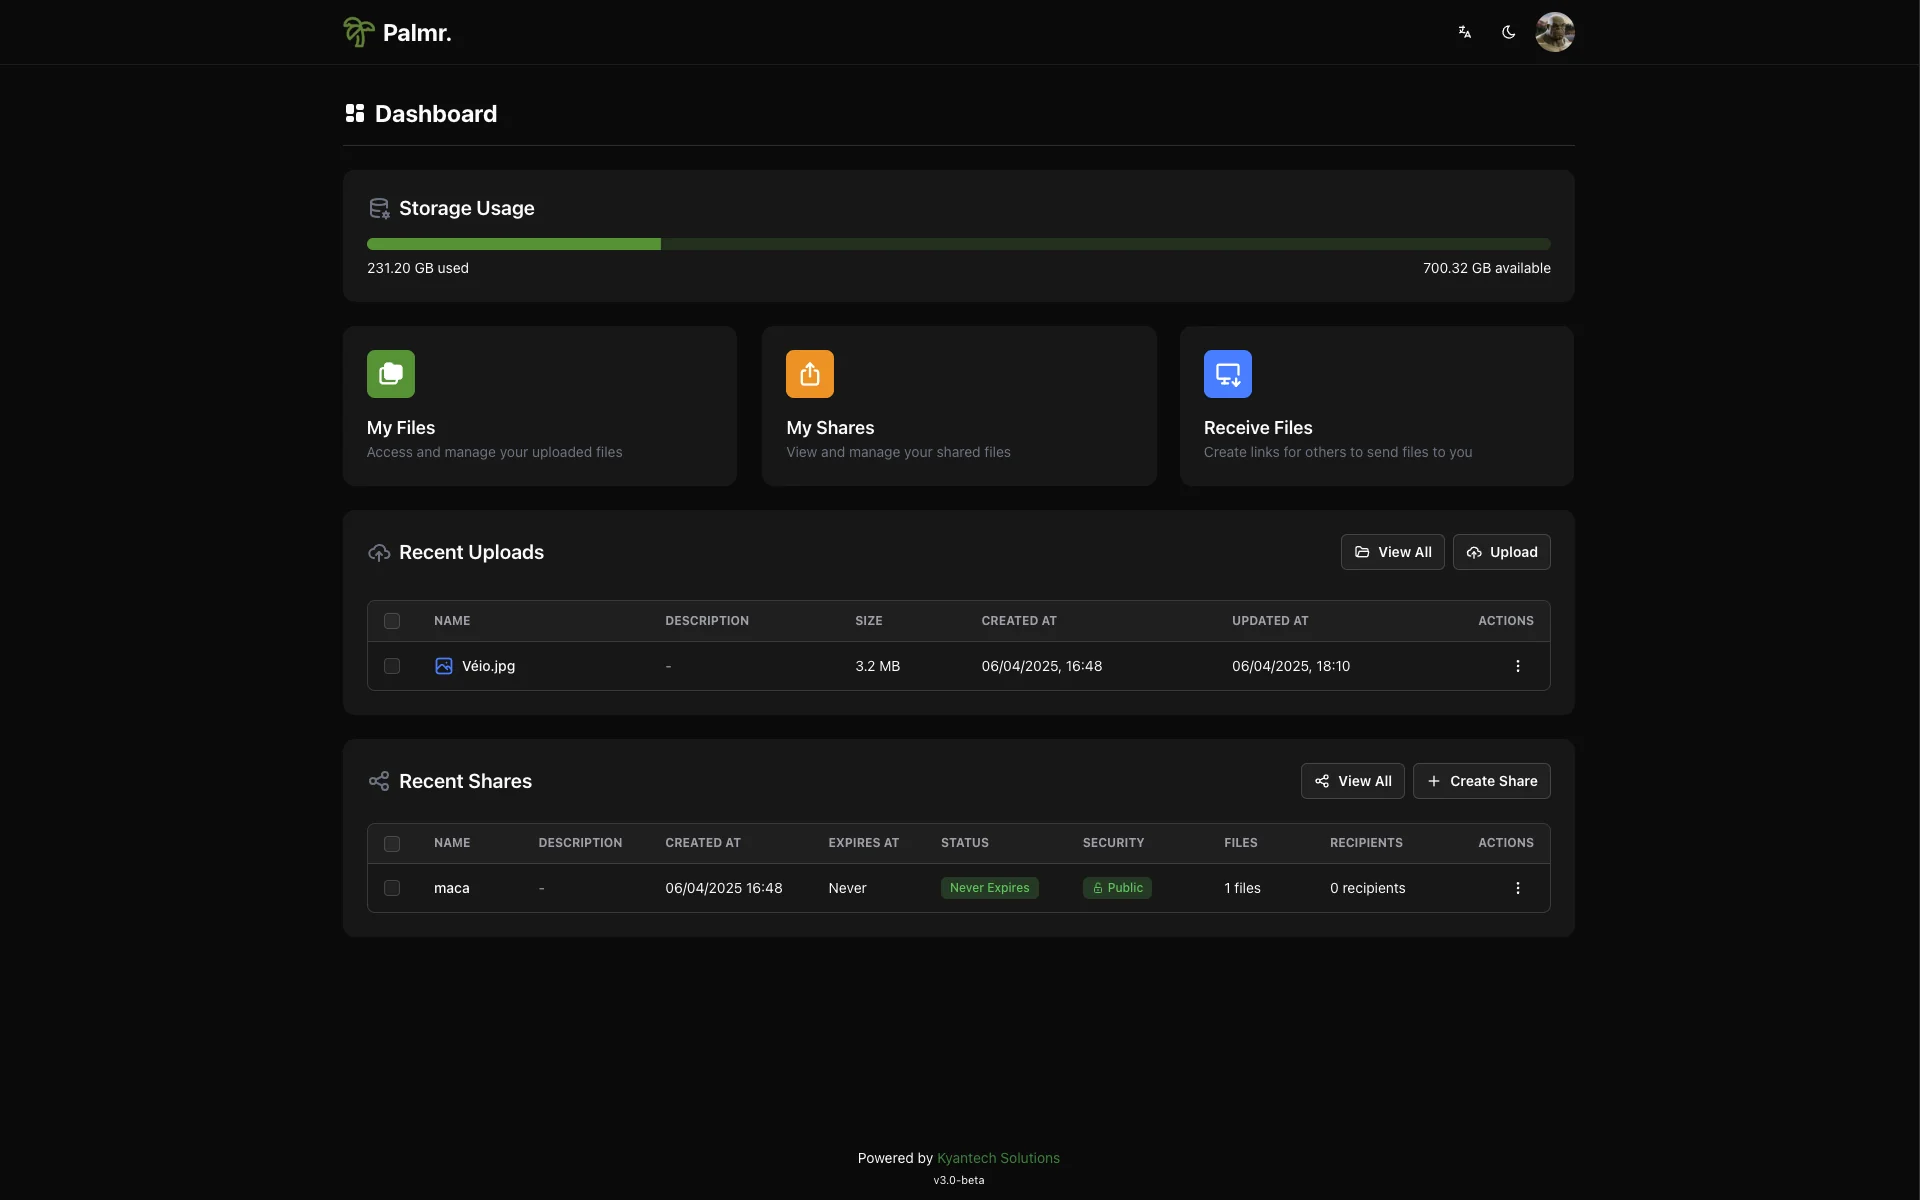 Palmr.
Dashboard
Storage Usage
231.20 GB used 700.32 GB available
My Files
Access and manage your uploaded files
My Shares
View and manage your shared files
Receive Files
Create links for others to send files to you
Recent Uploads View All Upload
NAME DESCRIPTION SIZE CREATED AT UPDATED AT ACTIONS
Véio.jpg - 3.2 MB 06/04/2025, 16:48 06/04/2025, 18:10
Recent Shares View All Create Share
NAME DESCRIPTION CREATED AT EXPIRES AT STATUS SECURITY FILES RECIPIENTS ACTIONS
maca - 06/04/2025 16:48 Never Never Expires Public 1 files 0 recipients
Powered by Kyantech Solutions
v3.0-beta